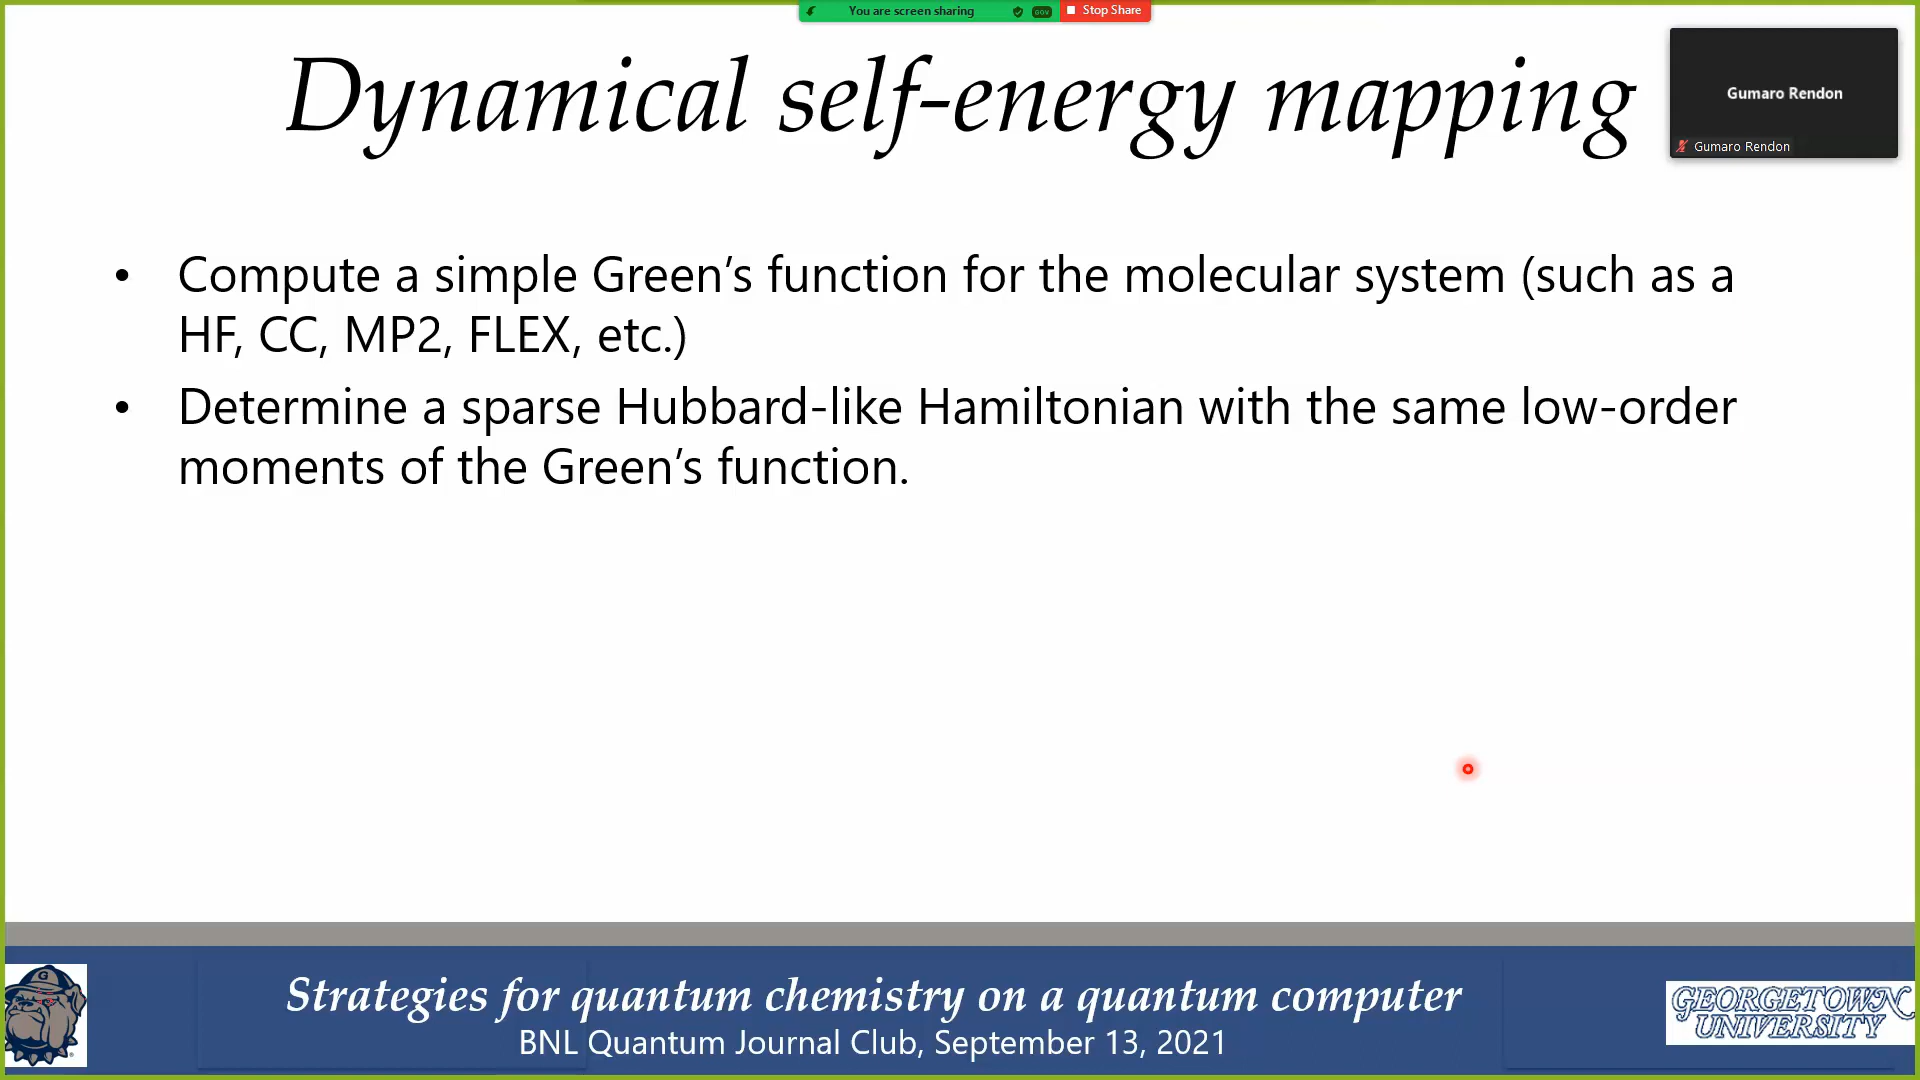 You are screen sharing
GOV
Stop Share
Dynamical self-energy mapping
Gumaro Rendon
Gumaro Rendon
• Compute a simple Green’s function for the molecular system (such as a
HF, CC, MP2, FLEX, etc.)
• Determine a sparse Hubbard-like Hamiltonian with the same low-order
moments of the Green’s function.
G
Strategies for quantum chemistry on a quantum computer
BNL Quantum Journal Club, September 13, 2021
GEORGETOWN
UNIVERSITY